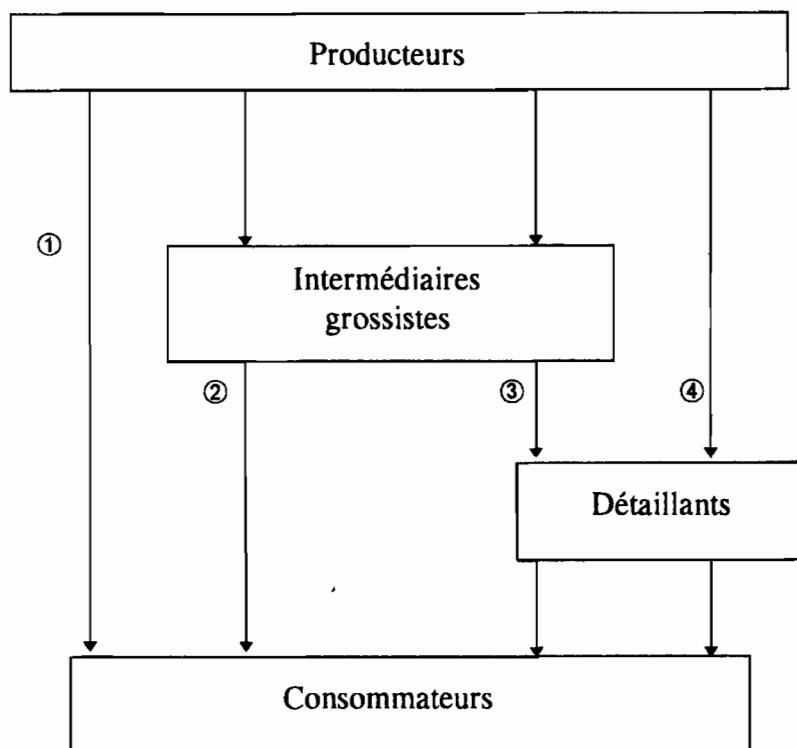 Producteurs
①
Intermédiaires
grossistes
② ③ ④
Détaillants
Consommateurs